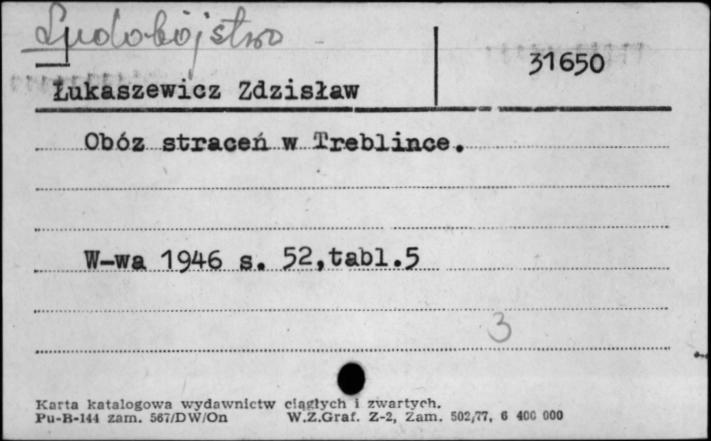 Ludobójstwo
31650
Łukaszewicz Zdzisław
Obóz straceń w Treblince.
W-wa 1946 s. 52,tabl.5
3
Karta katalogowa wydawnictw ciągłych i zwartych.
Pu-B-144 zam. 567/DW/On W.Z.Graf. Z-2, Zam. 502/77, 6 400 000